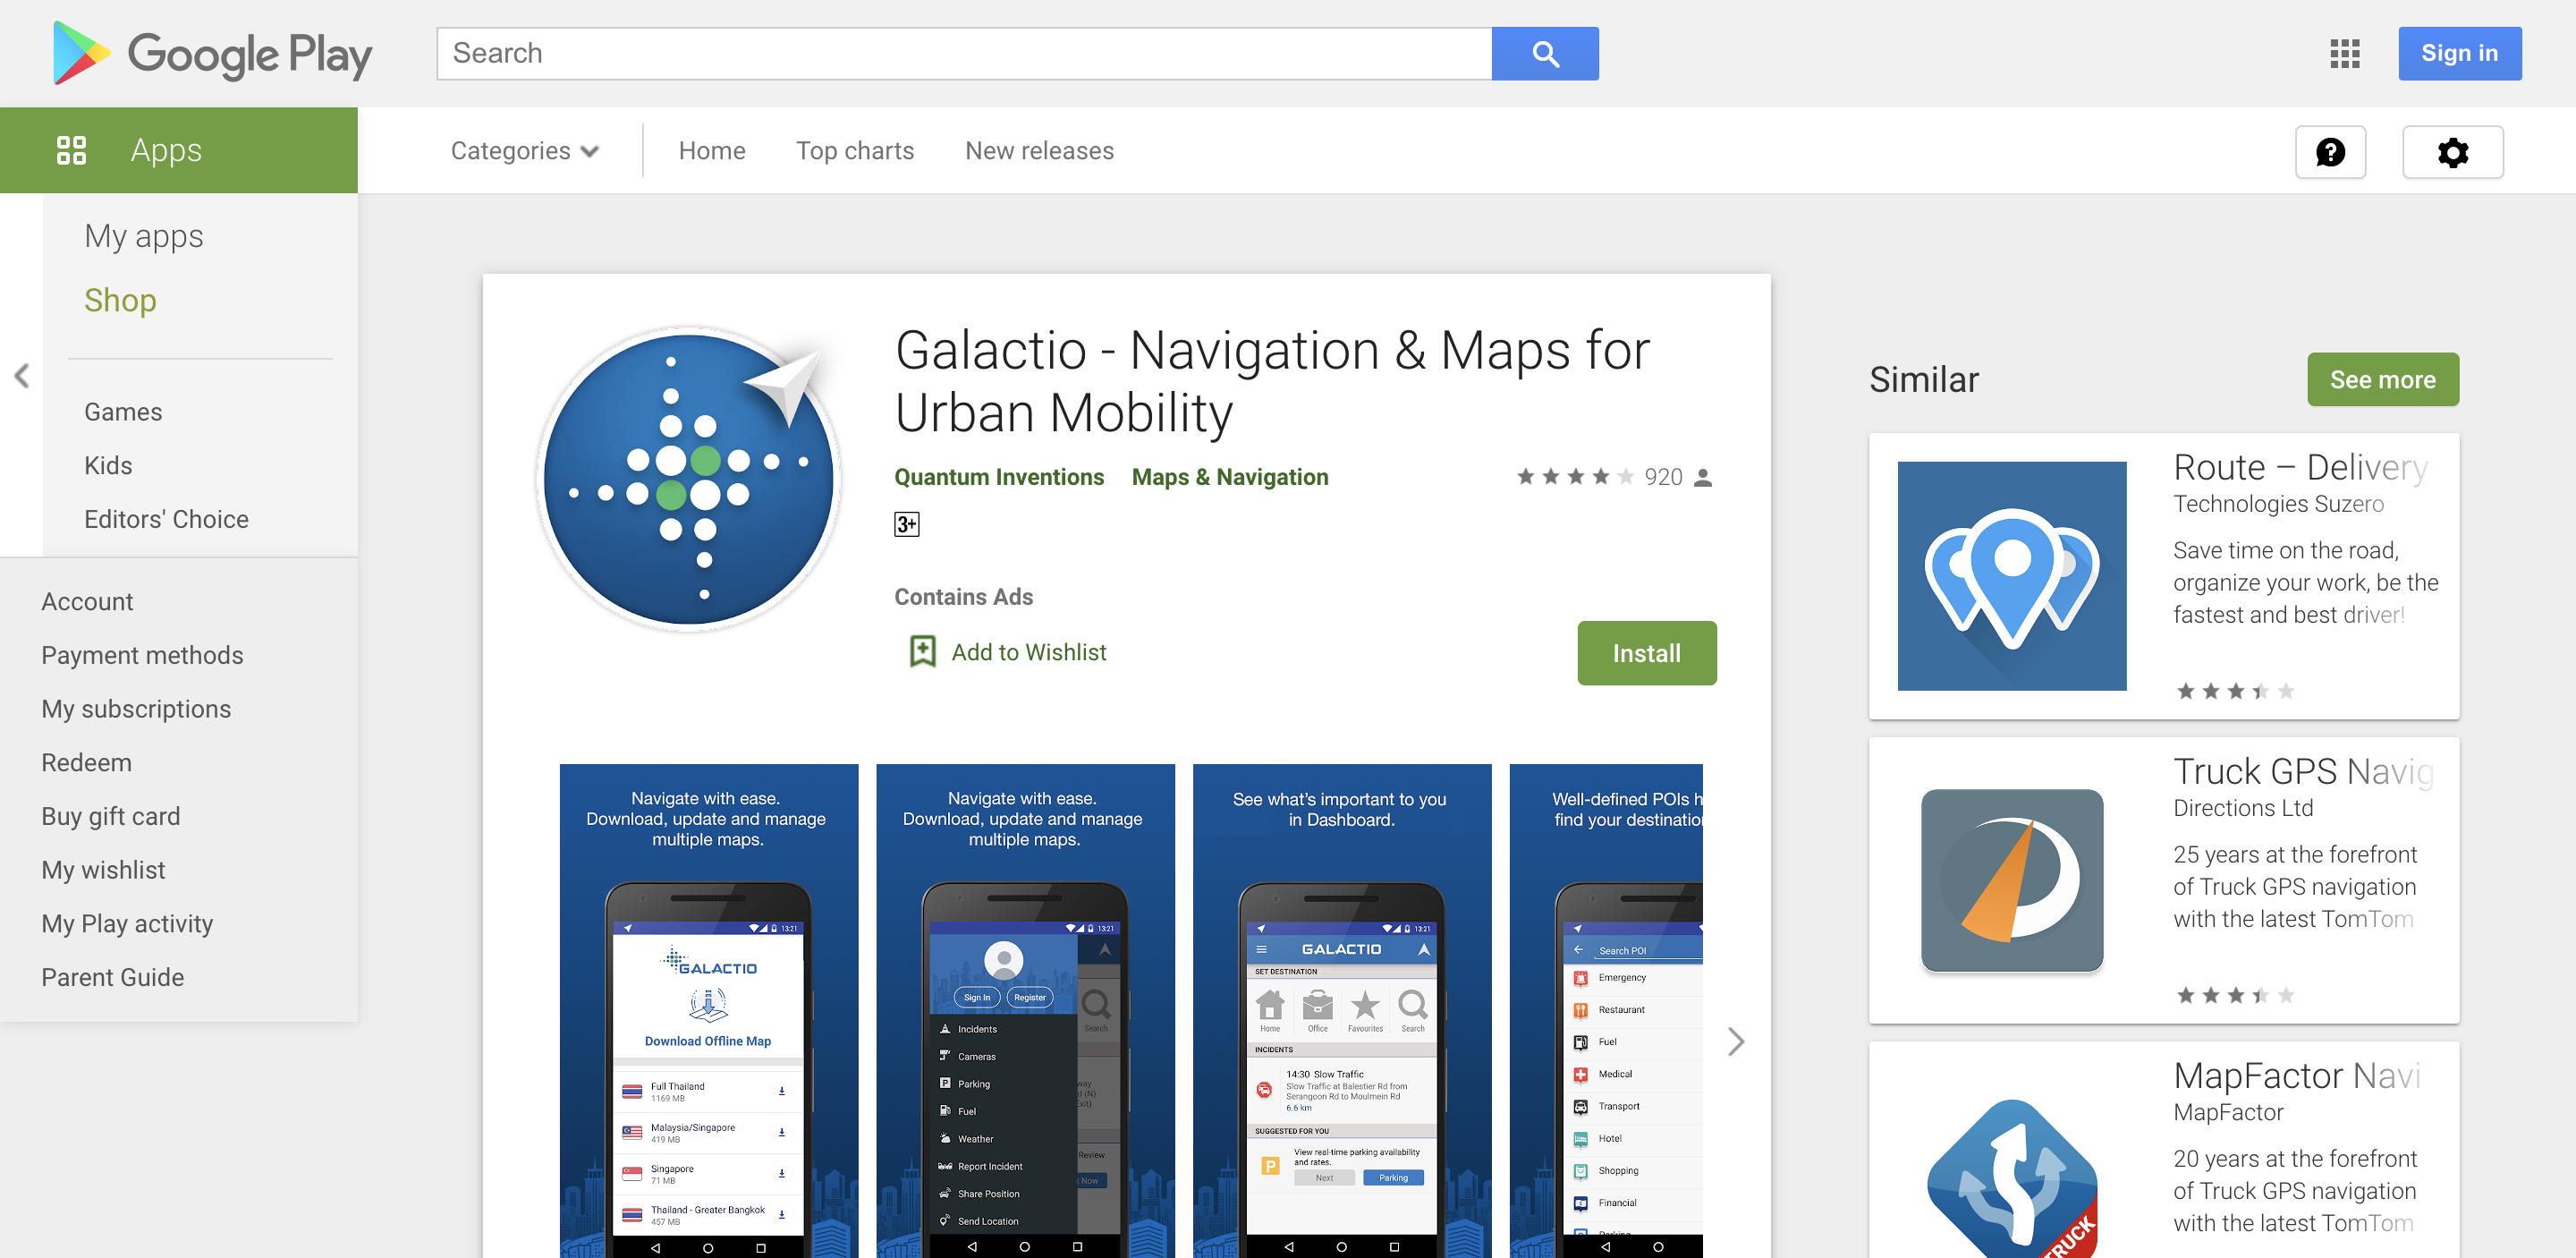 Google Play
Search
Sign in
Apps
Categories
Home
Top charts
New releases
My apps
Shop
Games
Kids
Editors' Choice
Account
Payment methods
My subscriptions
Redeem
Buy gift card
My wishlist
My Play activity
Parent Guide
Galactio - Navigation & Maps for
Urban Mobility
Quantum Inventions Maps & Navigation
920
3+
Contains Ads
Add to Wishlist
Install
Navigate with ease.
Download, update and manage
multiple maps.
13:21
GALACTIO
Download Offline Map
Full Thailand
1169 MB
Malaysia/Singapore
419 MB
Singapore
71 MB
Thailand - Greater Bangkok
457 MB
Navigate with ease.
Download, update and manage
multiple maps.
13:21
Sign In
Register
Search
Incidents
Cameras
Parking
Fuel
Weather
Report Incident
Share Position
Send Location
Review
See what's important to you
in Dashboard.
13:21
GALACTIO
SET DESTINATION
Home
Office
Favourites
Search
INCIDENTS
14:30 Slow Traffic
Slow Traffic at Balestier Rd from
Serangoon Rd to Moulmein Rd
6.6 km
SUGGESTED FOR YOU
P
View real-time parking availability
and rates.
Next
Parking
Well-defined POIs
find your
Search POI
Emergency
Restaurant
Fuel
Medical
Transport
Hotel
Shopping
Financial
Similar
See more
Route – Delivery
Technologies Suzero
Save time on the road,
organize your work, be the
fastest and best driver!
Truck GPS Navig
Directions Ltd
25 years at the forefront
of Truck GPS navigation
with the latest TomTom
MapFactor Navi
MapFactor
20 years at the forefront
of Truck GPS navigation
with the latest TomTom
TRUCK